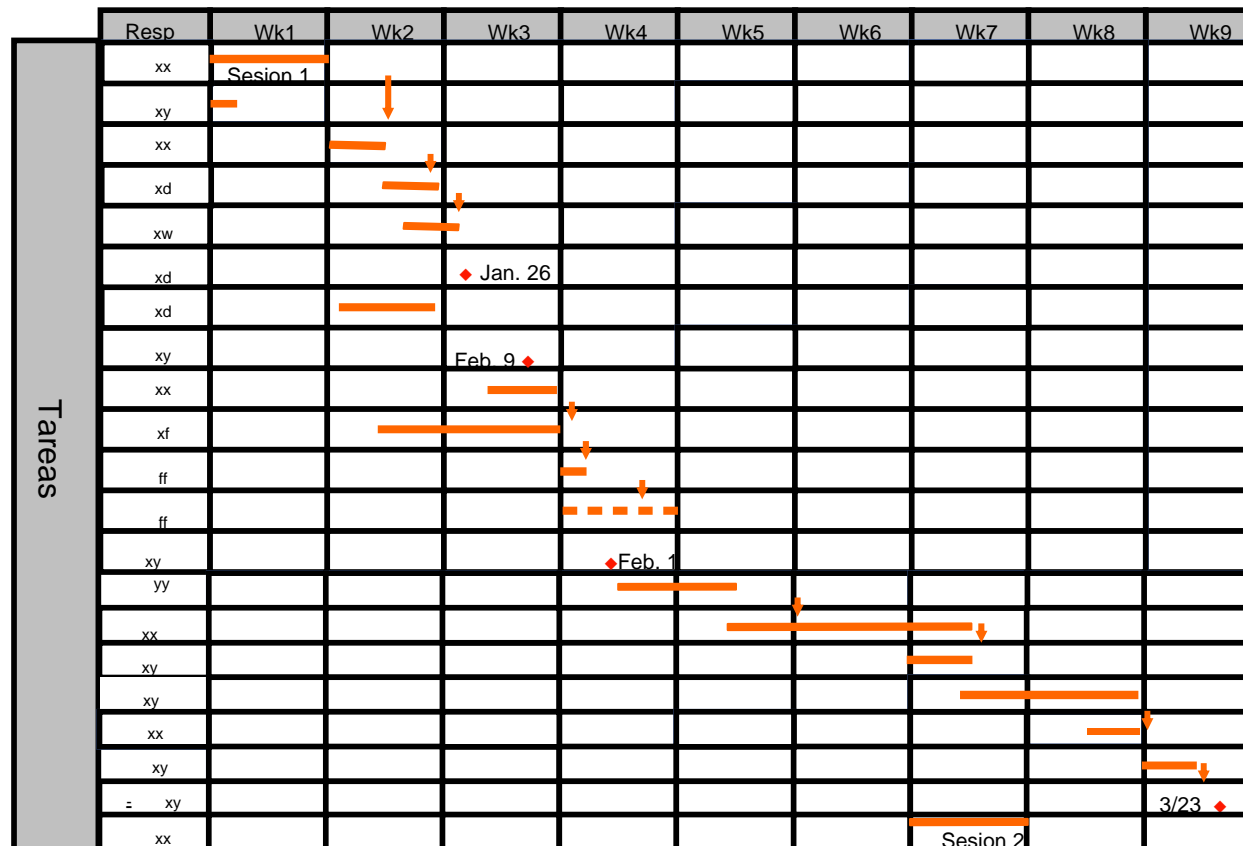 Resp Wk1 Wk2 Wk3 Wk4 Wk5 Wk6 Wk7 Wk8 Wk9
Tareas
xx
Sesion 1
xy
xx
xd
xw
xd Jan. 26
xd
xy Feb. 9
xx
xf
ff
ff
xy Feb. 1
yy
xx
xy
xy
xx
xy
- xy 3/23
xx Sesion 2